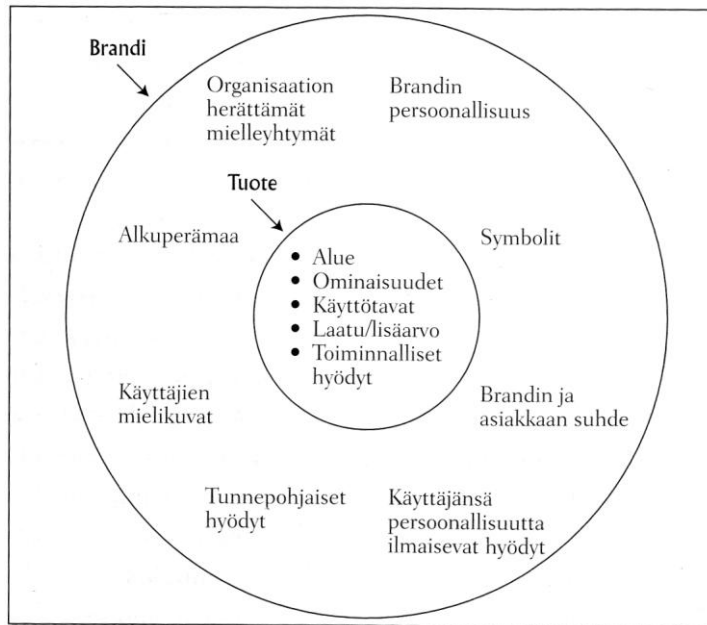 Brandi
Organisaation
herättämät
mielleyhtymät
Brandin
persoonallisuus
Tuote
Alkuperämaa
Symbolit
• Alue
• Ominaisuudet
• Käyttötavat
• Laatu/lisäarvo
• Toiminnalliset
hyödyt
Käyttäjien
mielikuvat
Brandin ja
asiakkaan suhde
Tunnepohjaiset
hyödyt
Käyttäjänsä
persoonallisuutta
ilmaisevat hyödyt